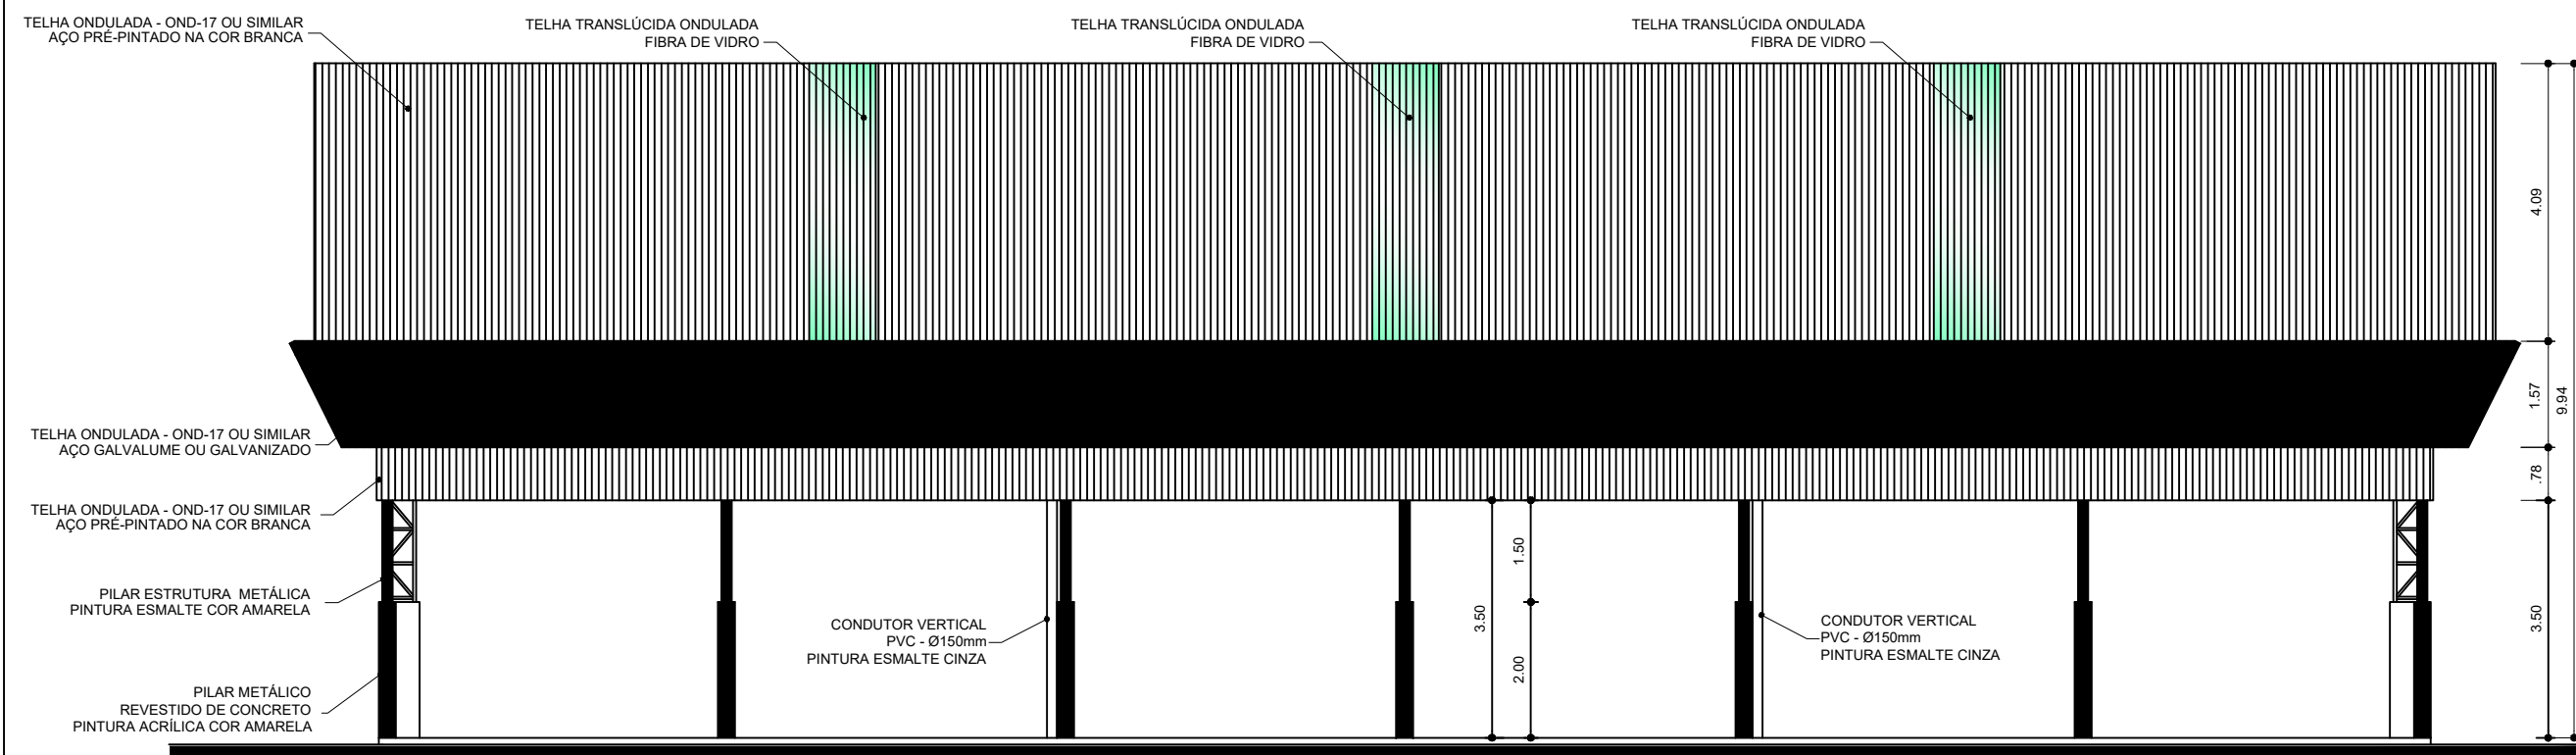 TELHA ONDULADA - OND-17 OU SIMILAR
AÇO PRÉ-PINTADO NA COR BRANCA
TELHA TRANSLÚCIDA ONDULADA
FIBRA DE VIDRO
TELHA TRANSLÚCIDA ONDULADA
FIBRA DE VIDRO
TELHA TRANSLÚCIDA ONDULADA
FIBRA DE VIDRO
4.09
1.57
9.94
.78
3.50
TELHA ONDULADA - OND-17 OU SIMILAR
AÇO GALVALUME OU GALVANIZADO
TELHA ONDULADA - OND-17 OU SIMILAR
AÇO PRÉ-PINTADO NA COR BRANCA
PILAR ESTRUTURA METÁLICA
PINTURA ESMALTE COR AMARELA
PILAR METÁLICO
REVESTIDO DE CONCRETO
PINTURA ACRÍLICA COR AMARELA
CONDUTOR VERTICAL
PVC - Ø150mm
PINTURA ESMALTE CINZA
3.50
1.50
2.00
CONDUTOR VERTICAL
PVC - Ø150mm
PINTURA ESMALTE CINZA